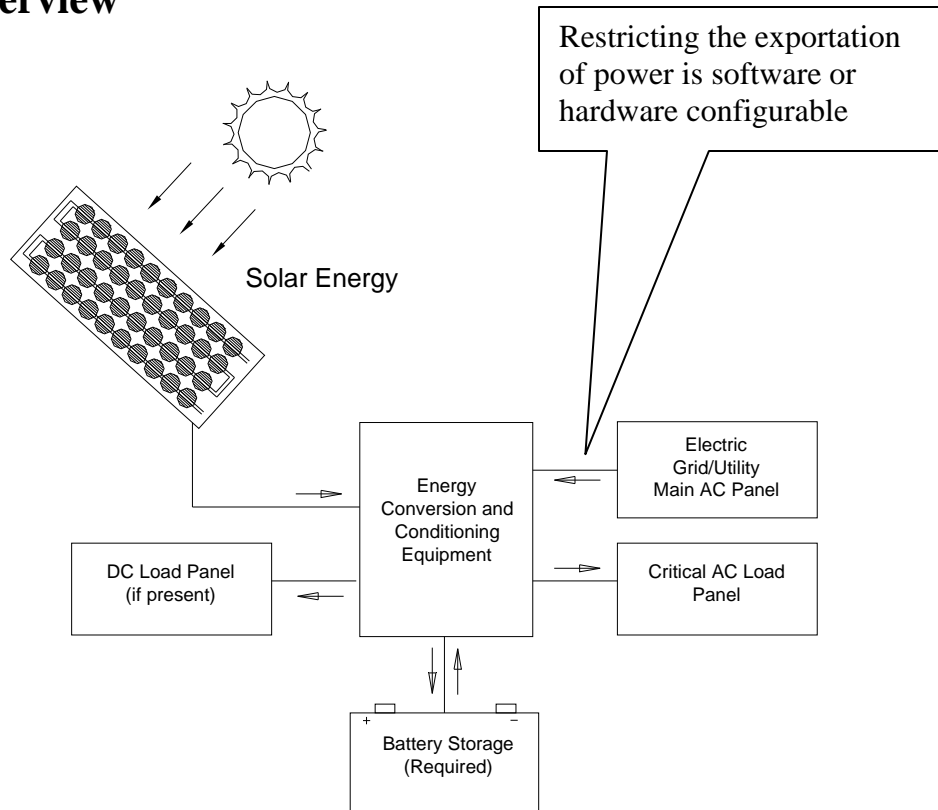 Restricting the exportation
of power is software or
hardware configurable
Solar Energy
Electric
Grid/Utility
Main AC Panel
Energy
Conversion and
Conditioning
Equipment
DC Load Panel
(if present)
Critical AC Load
Panel
+ −
Battery Storage
(Required)